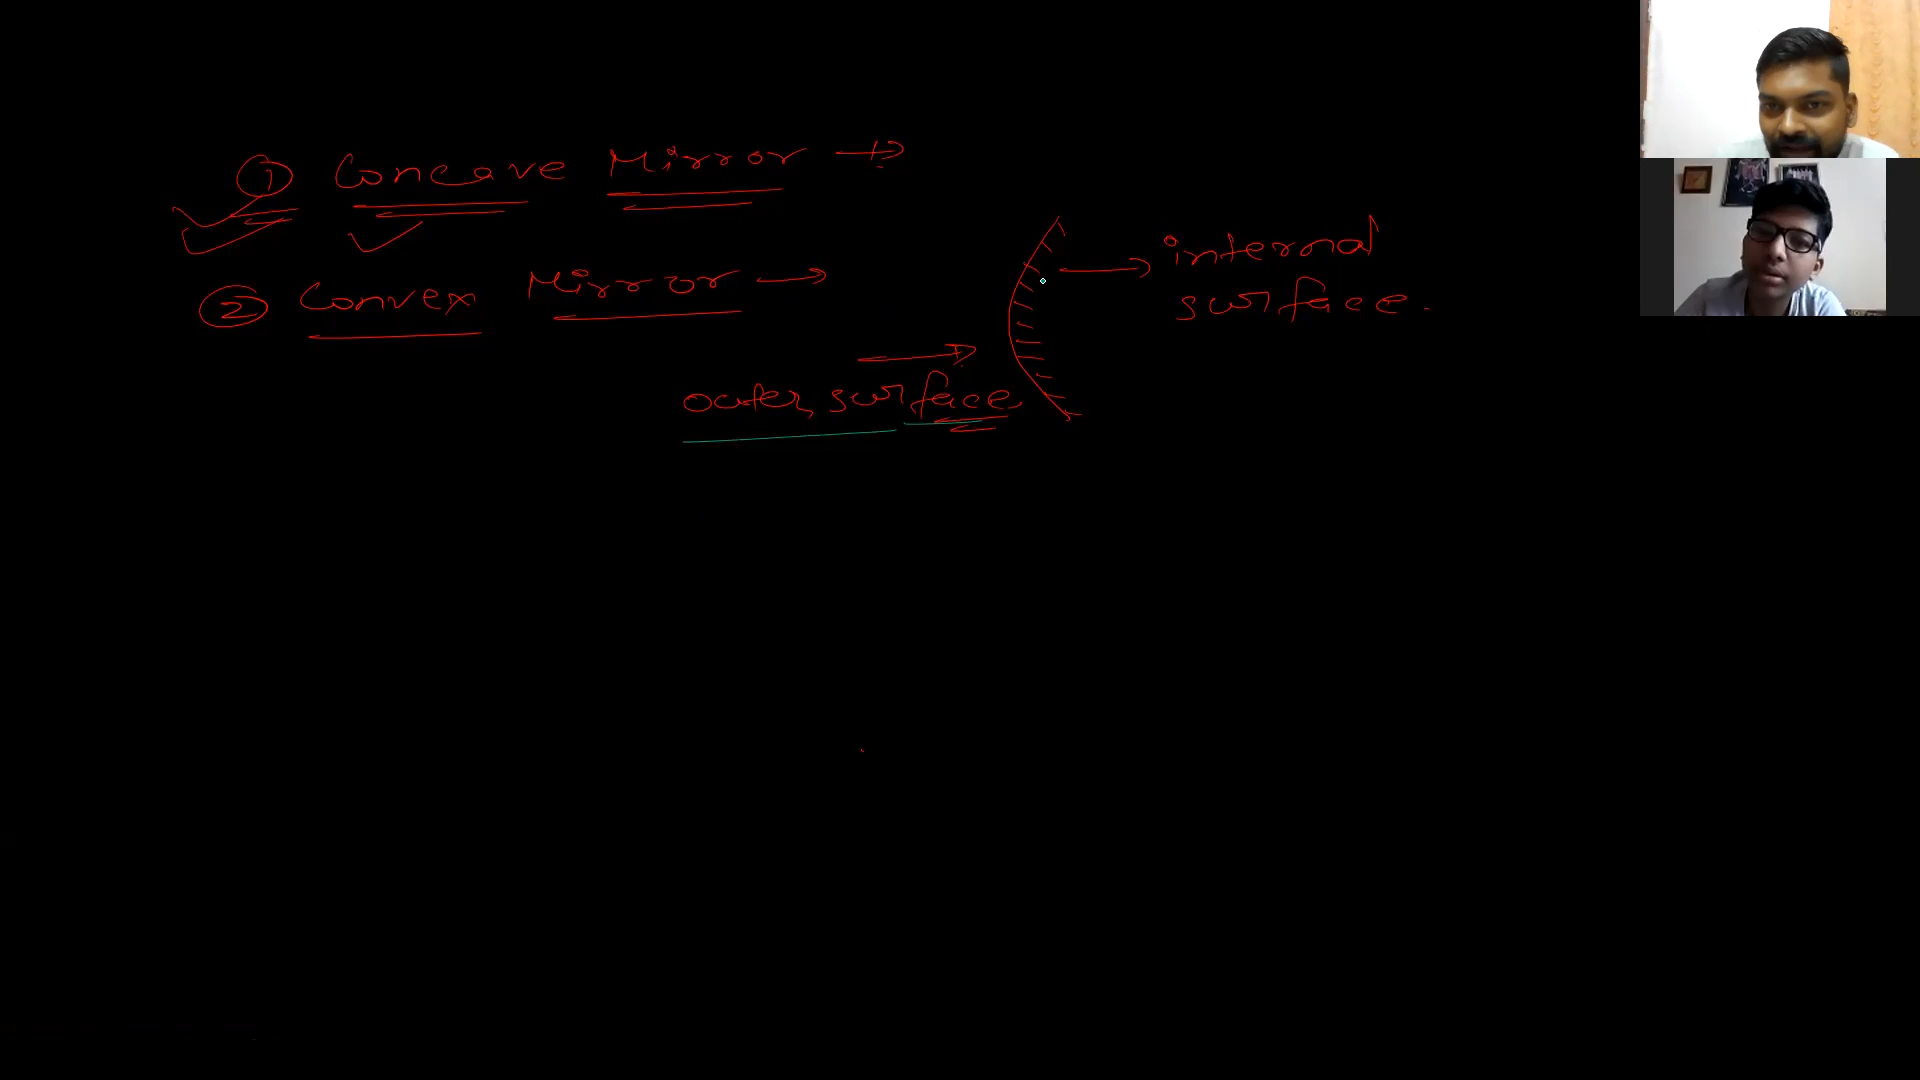 ① Concave Mirror →
② Convex Mirror →
internal
surface.
outer surface